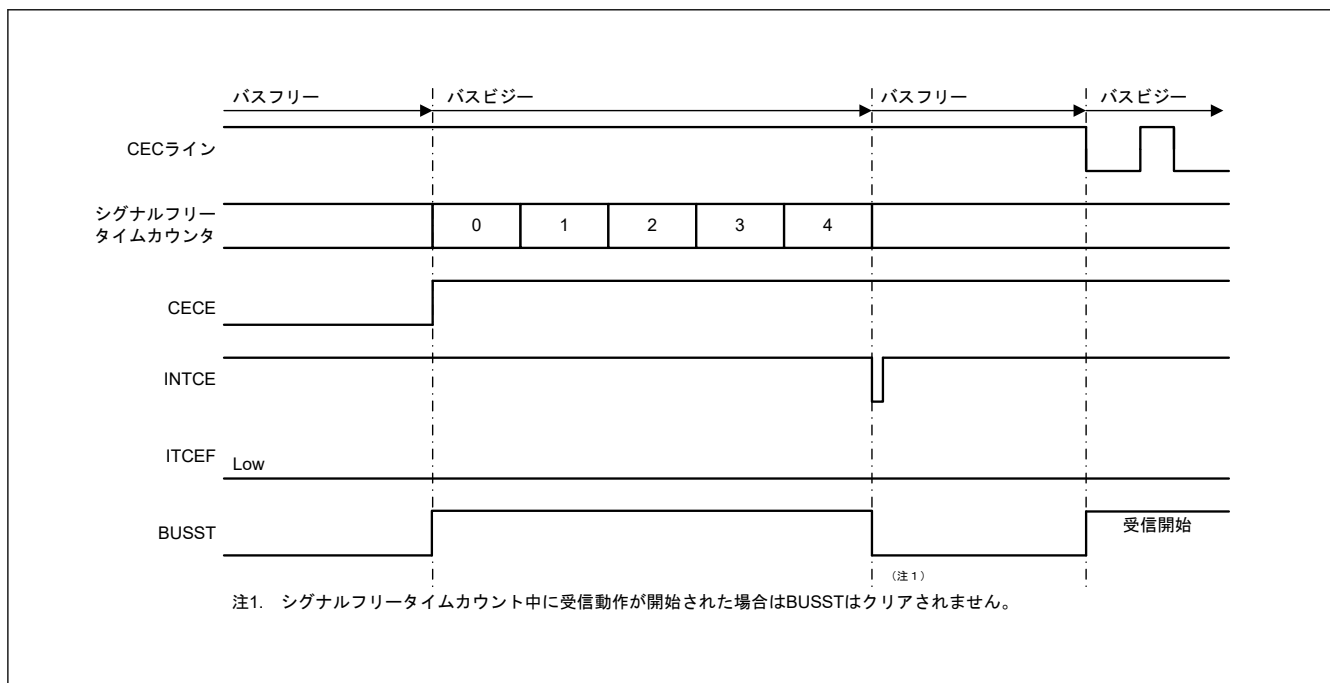 バスフリー
バスビジー
バスフリー
バスビジー
CECライン
シグナルフリー
タイムカウンタ
0
1
2
3
4
CECE
INTCE
ITCEF
Low
BUSST
受信開始
（注１）
注1. シグナルフリータイムカウント中に受信動作が開始された場合はBUSSTはクリアされません。